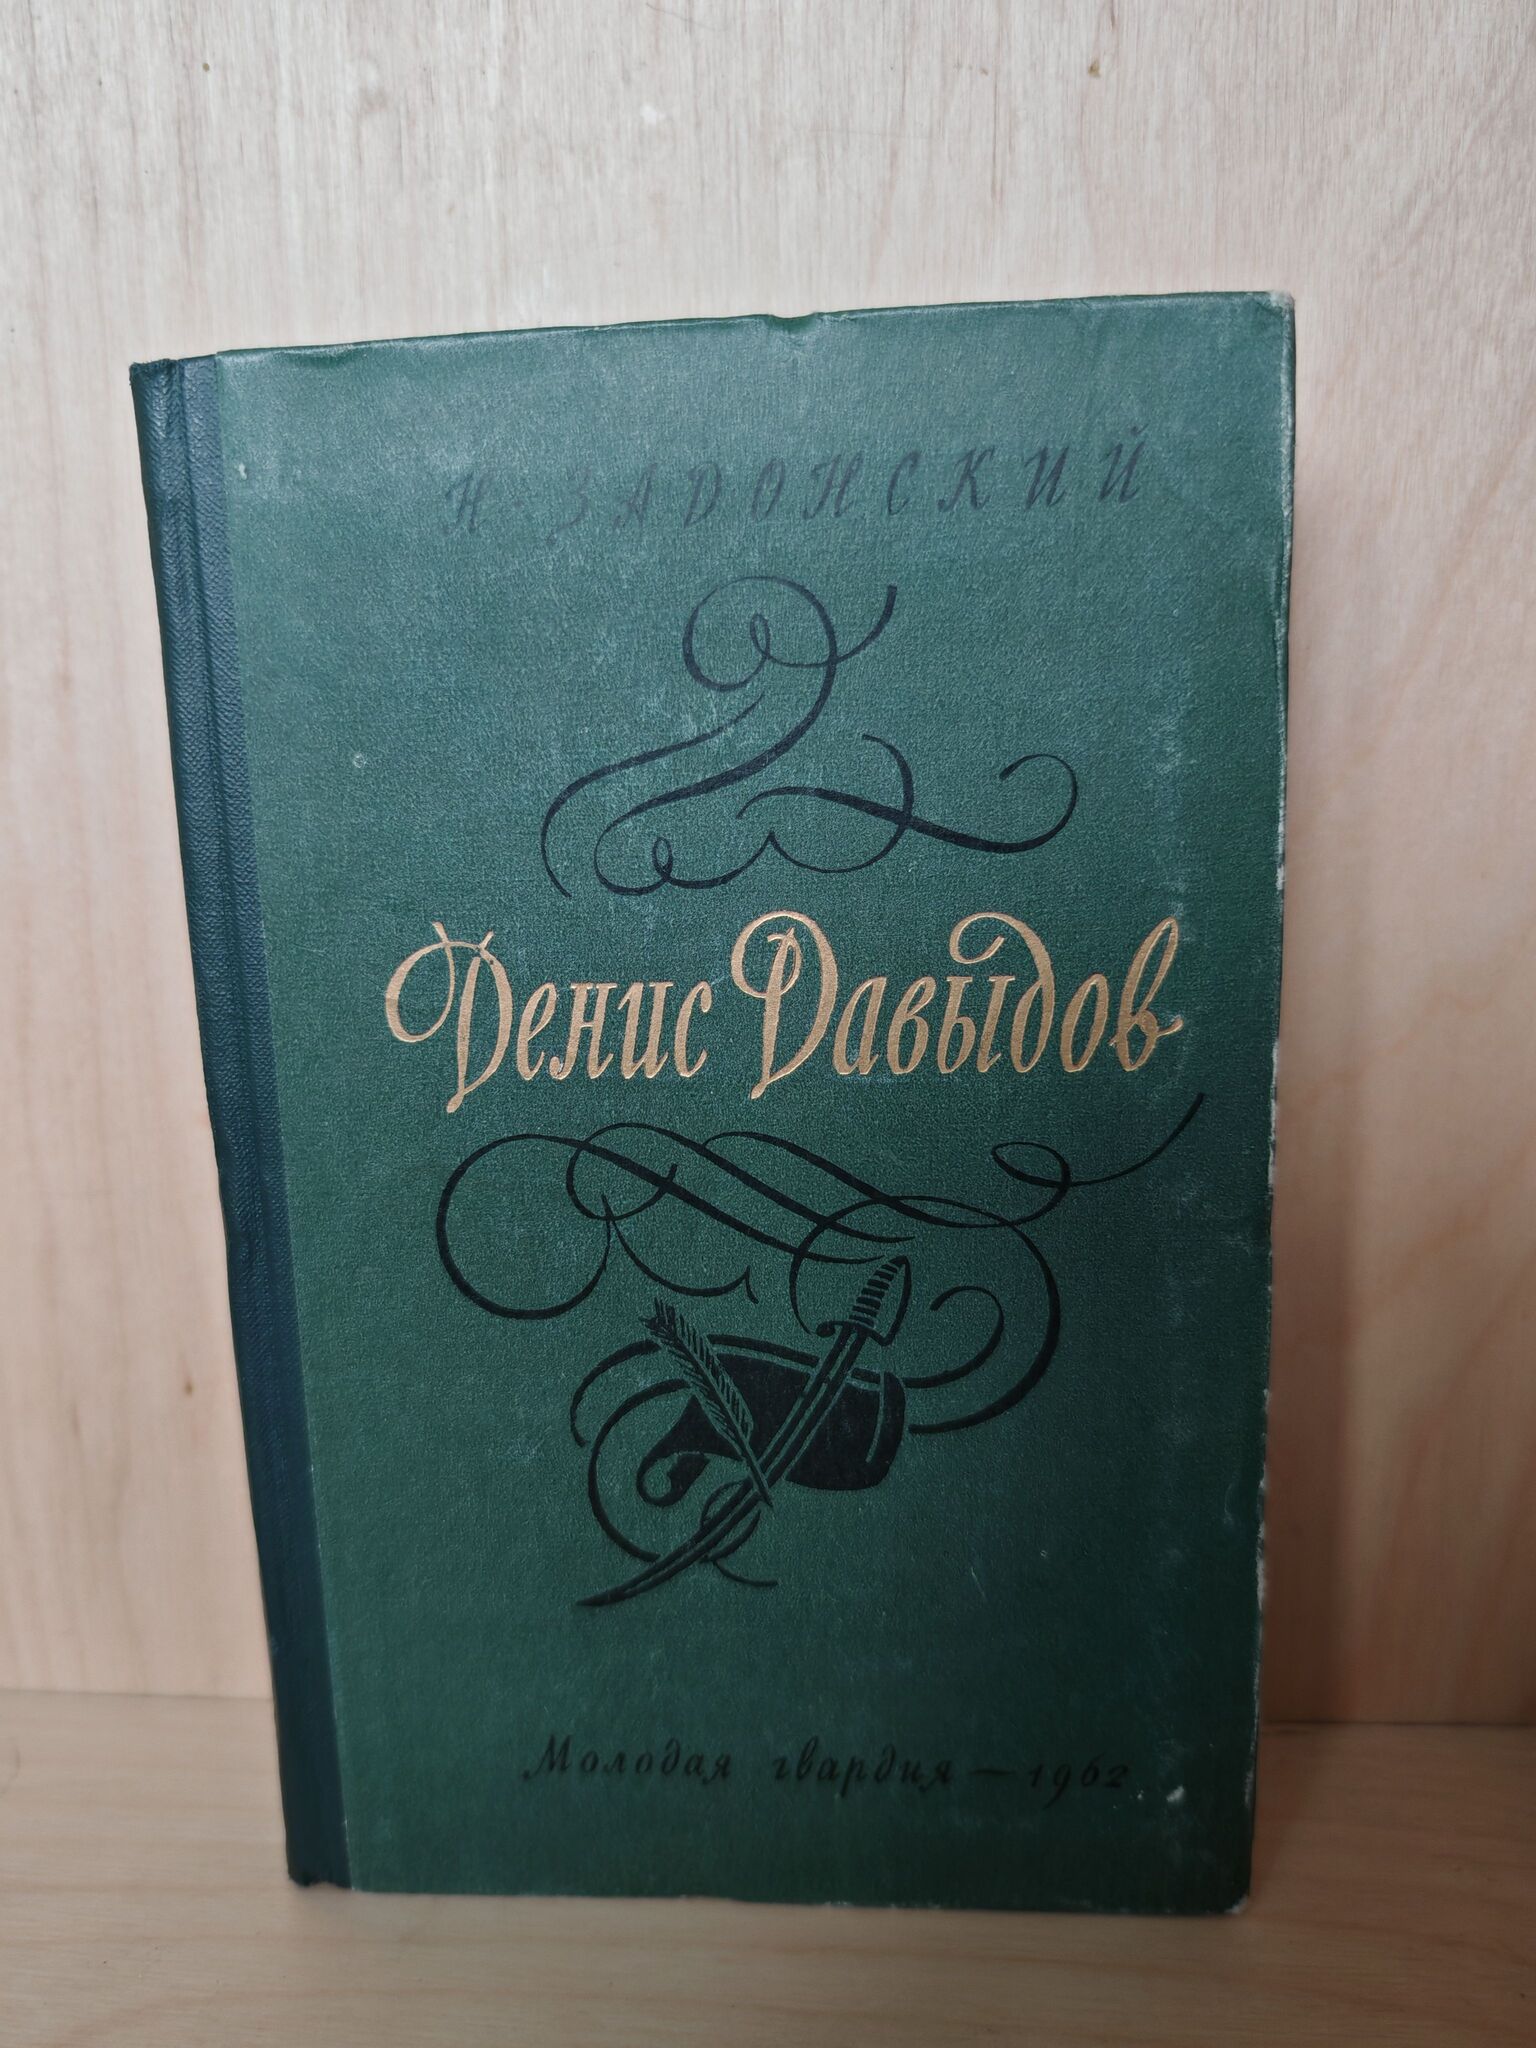 Н. ЗАДОНСКИЙ
Денис Давыдов
Молодая гвардия — 1962